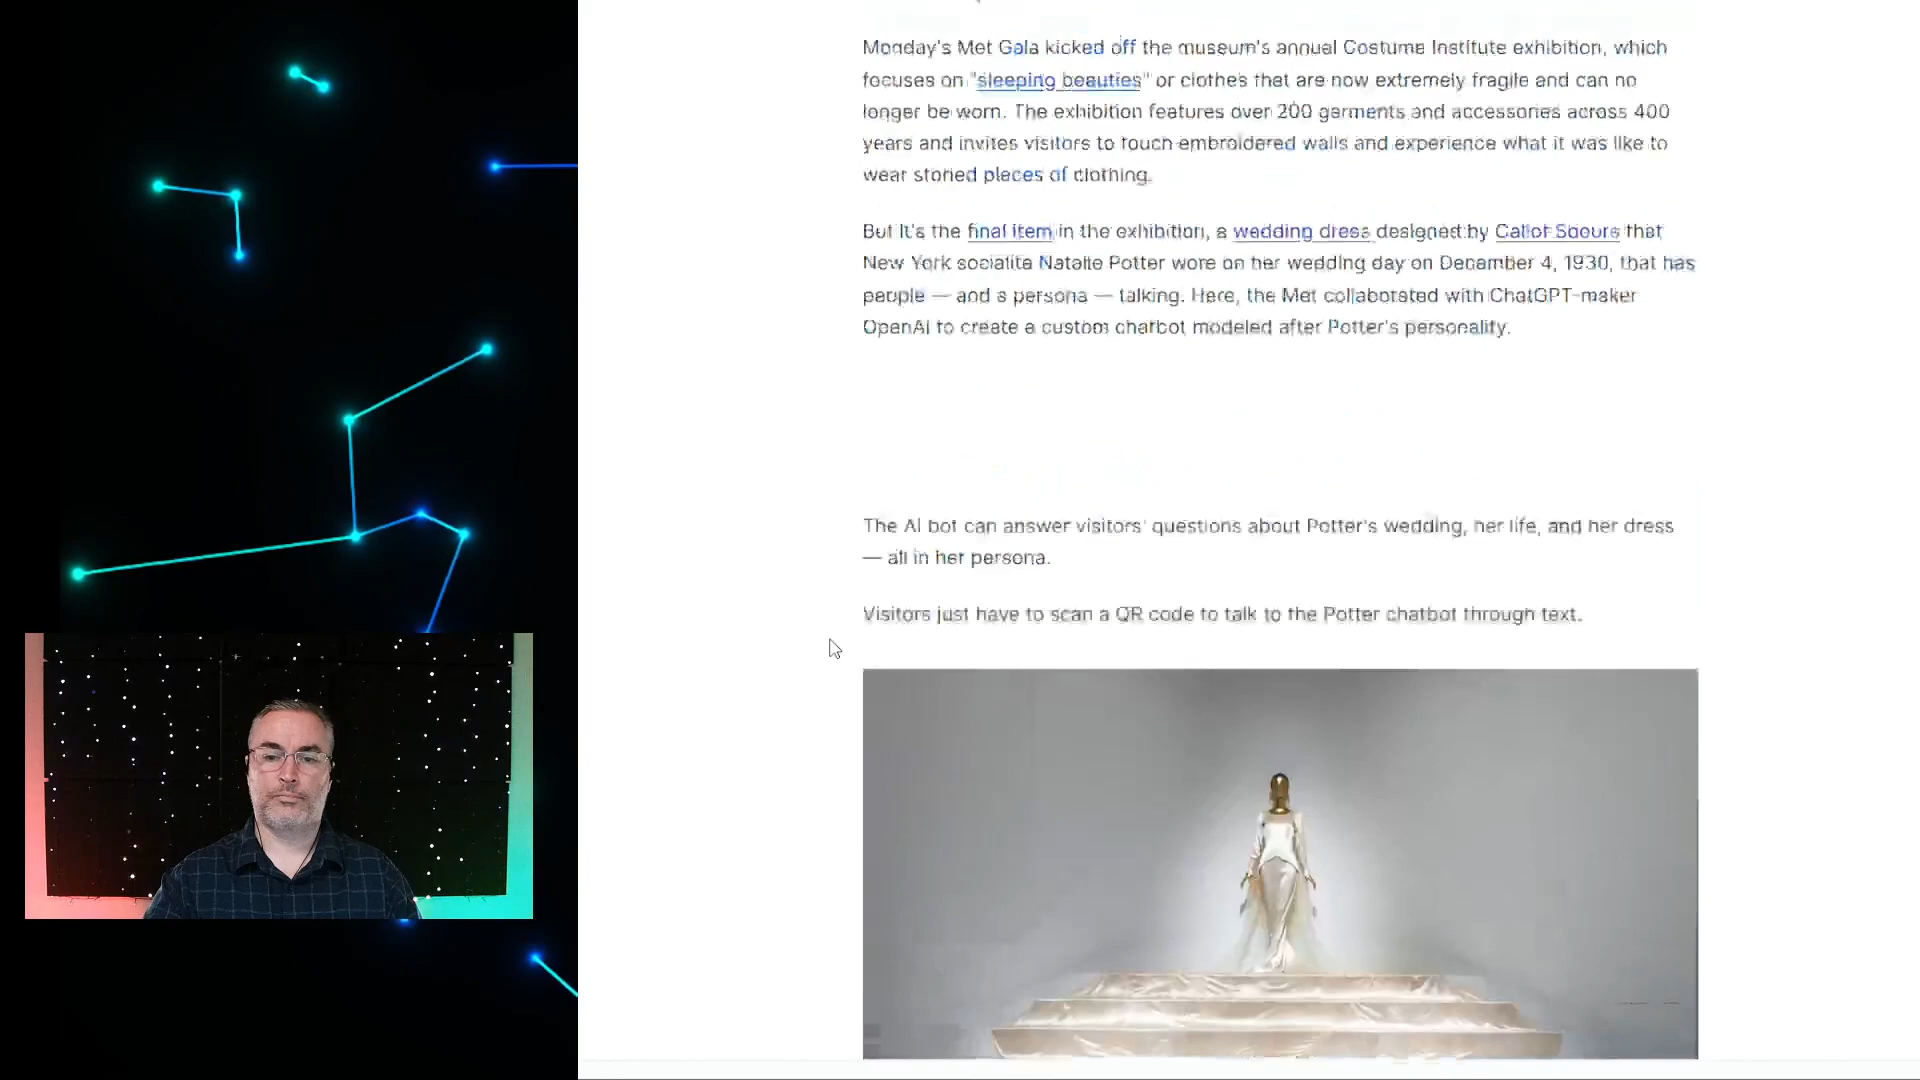 Monday's Met Gala kicked off the museum's annual Costume Institute exhibition, which
focuses on "sleeping beauties" or clothes that are now extremely fragile and can no
longer be worn. The exhibition features over 200 garments and accessories across 400
years and invites visitors to touch embroidered walls and experience what it was like to
wear storied pieces of clothing.
But it's the final item in the exhibition, a wedding dress designed by Callot Soeurs that
New York socialite Natalie Potter wore on her wedding day on December 4, 1930, that has
people — and a persona — talking. Here, the Met collaborated with ChatGPT-maker
OpenAI to create a custom chatbot modeled after Potter's personality.
The AI bot can answer visitors' questions about Potter's wedding, her life, and her dress
— all in her persona.
Visitors just have to scan a QR code to talk to the Potter chatbot through text.